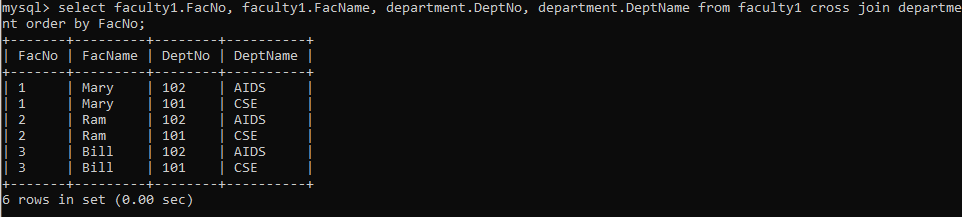 mysql> select faculty1.FacNo, faculty1.FacName, department.DeptNo, department.DeptName from faculty1 cross join departme
nt order by FacNo;
+-------+---------+--------+----------+
| FacNo | FacName | DeptNo | DeptName |
+-------+---------+--------+----------+
| 1     | Mary    | 102    | AIDS     |
| 1     | Mary    | 101    | CSE      |
| 2     | Ram     | 102    | AIDS     |
| 2     | Ram     | 101    | CSE      |
| 3     | Bill    | 102    | AIDS     |
| 3     | Bill    | 101    | CSE      |
+-------+---------+--------+----------+
6 rows in set (0.00 sec)